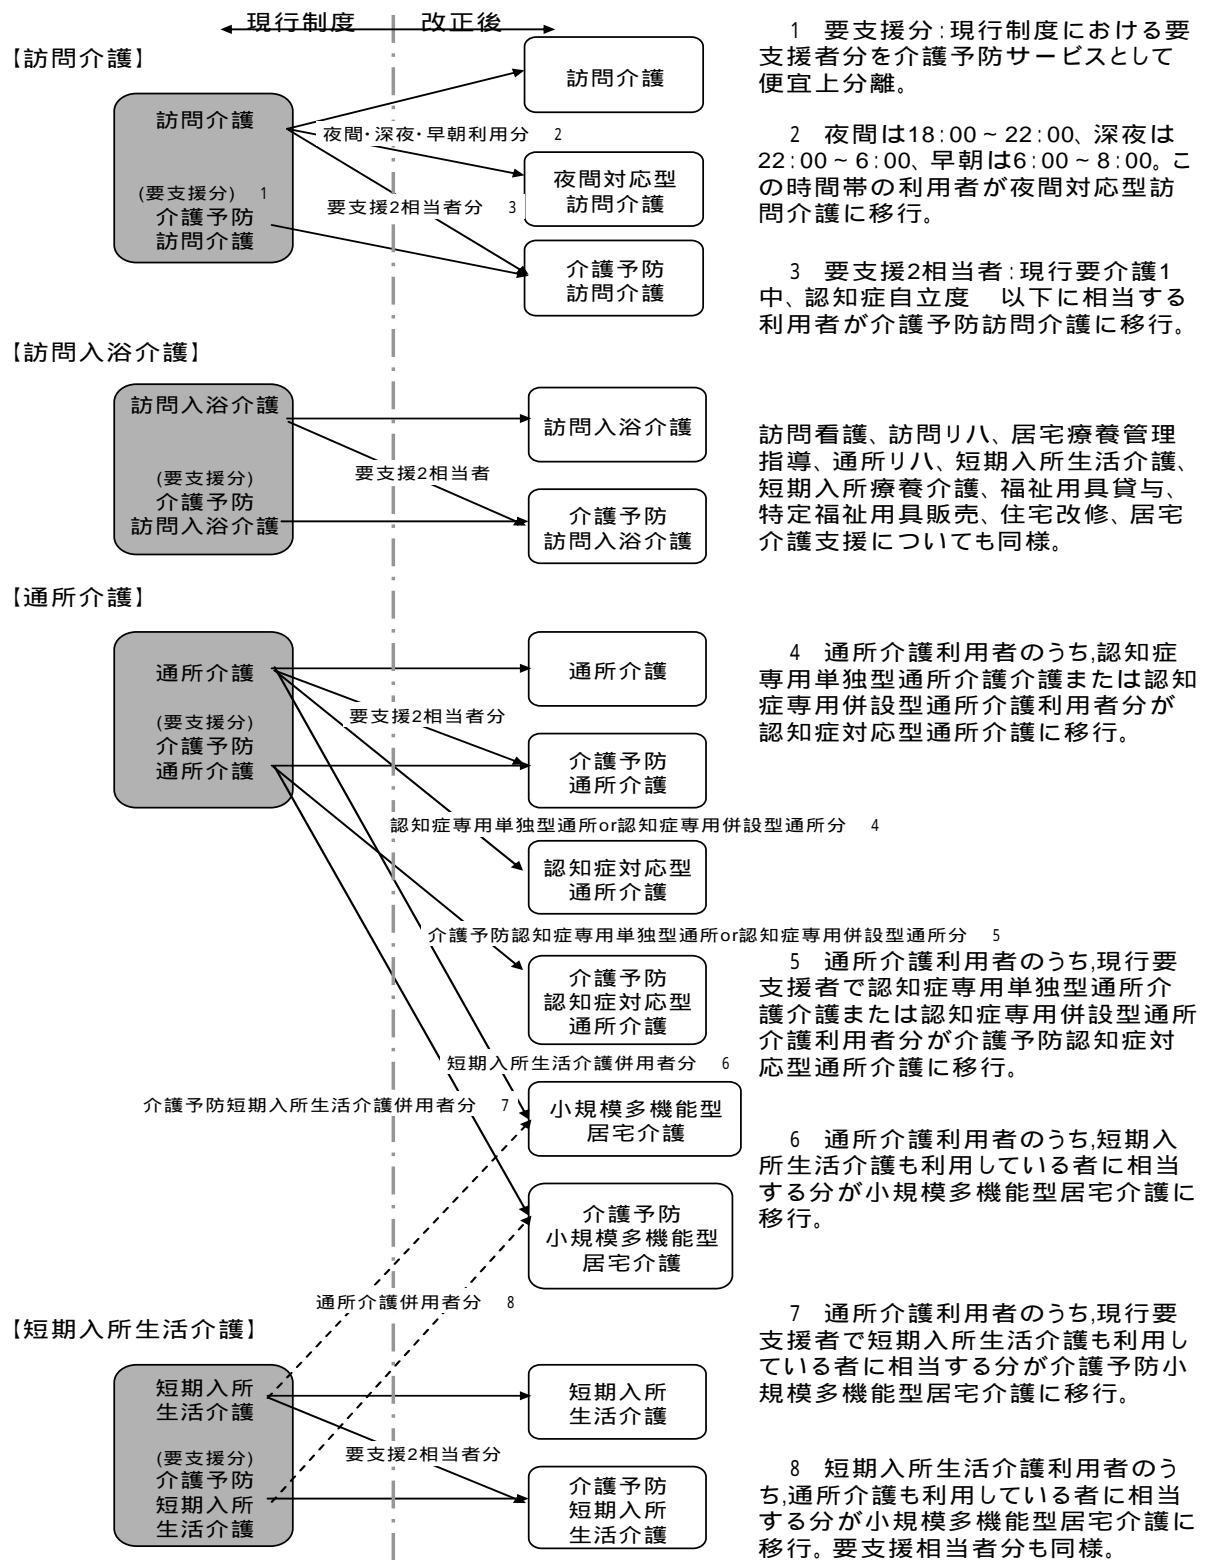 現行制度 改正後
【訪問介護】
訪問介護
(要支援分) 1
介護予防
訪問介護
訪問介護
夜間・深夜・早朝利用分 2
夜間対応型
訪問介護
要支援2相当者分 3
介護予防
訪問介護
1 要支援分:現行制度における要
支援者分を介護予防サービスとして
便宜上分離。
2 夜間は18:00~22:00、深夜は
22:00~6:00、早朝は6:00~8:00。こ
の時間帯の利用者が夜間対応型訪
問介護に移行。
3 要支援2相当者:現行要介護1
中、認知症自立度 以下に相当する
利用者が介護予防訪問介護に移行。
【訪問入浴介護】
訪問入浴介護
(要支援分)
介護予防
訪問入浴介護
訪問入浴介護
要支援2相当者
介護予防
訪問入浴介護
訪問看護、訪問リハ、居宅療養管理
指導、通所リハ、短期入所生活介護、
短期入所療養介護、福祉用具貸与、
特定福祉用具販売、住宅改修、居宅
介護支援についても同様。
【通所介護】
通所介護
(要支援分)
介護予防
通所介護
通所介護
要支援2相当者分
介護予防
通所介護
認知症専用単独型通所or認知症専用併設型通所分 4
認知症対応型
通所介護
介護予防認知症専用単独型通所or認知症専用併設型通所分 5
介護予防
認知症対応型
通所介護
短期入所生活介護併用者分 6
介護予防短期入所生活介護併用者分 7
小規模多機能型
居宅介護
介護予防
小規模多機能型
居宅介護
通所介護併用者分 8
4 通所介護利用者のうち,認知症
専用単独型通所介護介護または認知
症専用併設型通所介護利用者分が
認知症対応型通所介護に移行。
5 通所介護利用者のうち,現行要
支援者で認知症専用単独型通所介
護介護または認知症専用併設型通所
介護利用者分が介護予防認知症対
応型通所介護に移行。
6 通所介護利用者のうち,短期入
所生活介護も利用している者に相当
する分が小規模多機能型居宅介護に
移行。
7 通所介護利用者のうち,現行要
支援者で短期入所生活介護も利用し
ている者に相当する分が介護予防小
規模多機能型居宅介護に移行。
【短期入所生活介護】
短期入所
生活介護
(要支援分)
介護予防
短期入所
生活介護
短期入所
生活介護
要支援2相当者分
介護予防
短期入所
生活介護
8 短期入所生活介護利用者のう
ち,通所介護も利用している者に相当
する分が小規模多機能型居宅介護に
移行。要支援相当者分も同様。